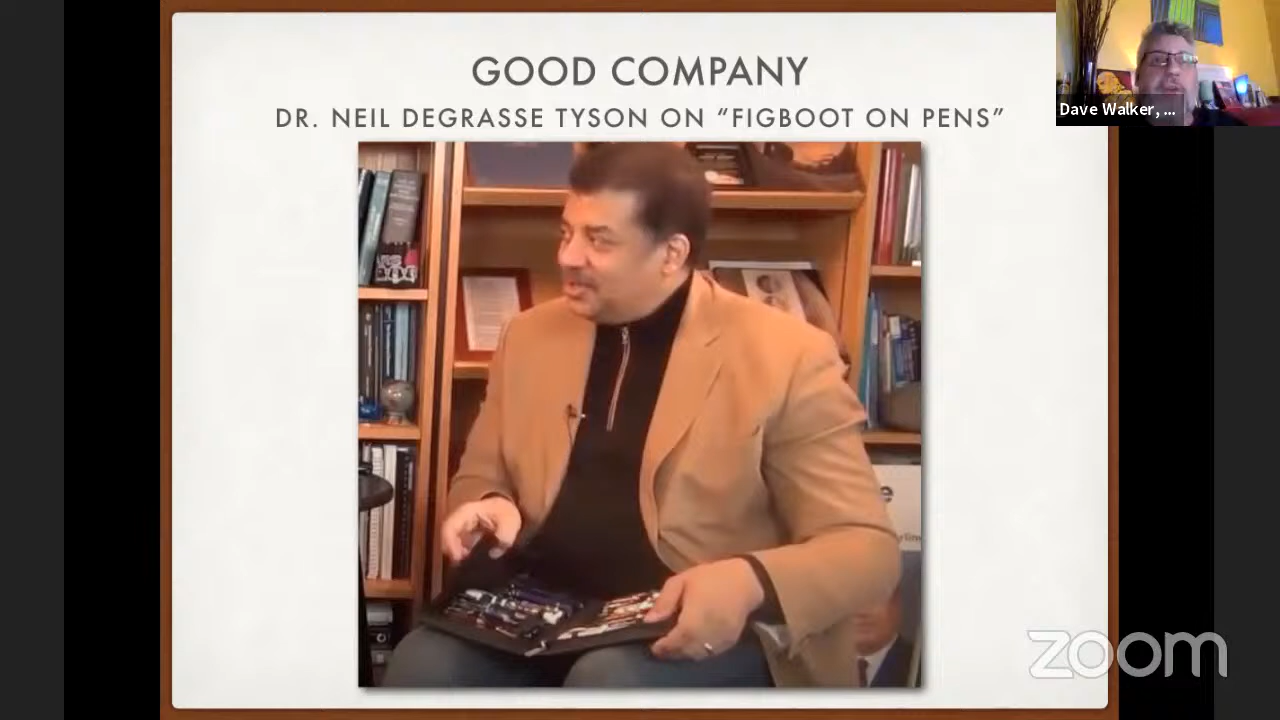 GOOD COMPANY
DR. NEIL DEGRASSE TYSON ON “FIGBOOT ON PENS”
Dave Walker, ...
zoom